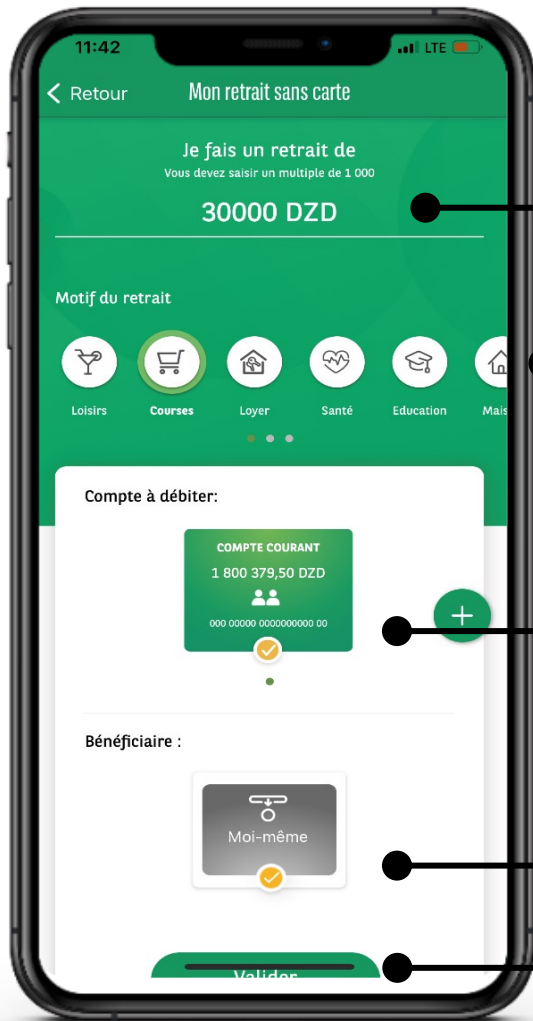 11:42
LTE
Retour
Mon retrait sans carte
Je fais un retrait de
Vous devez saisir un multiple de 1 000
30000 DZD
Motif du retrait
Loisirs Courses Loyer Santé Education Mais
Compte à débiter:
COMPTE COURANT
1 800 379,50 DZD
000 00000 0000000000 00
Bénéficiaire :
Moi-même
Valider